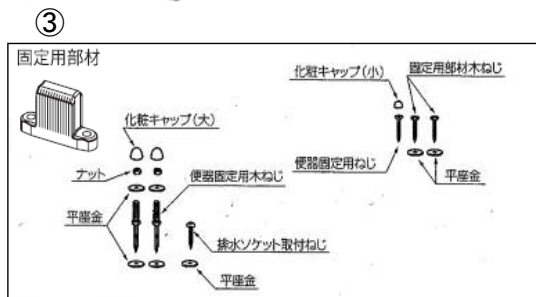 ③
固定用部材
化粧キャップ(大)
ナット
便器固定用木ねじ
平座金
排水ソケット取付ねじ
平座金
化粧キャップ(小)
固定用部材木ねじ
便器固定用ねじ
平座金